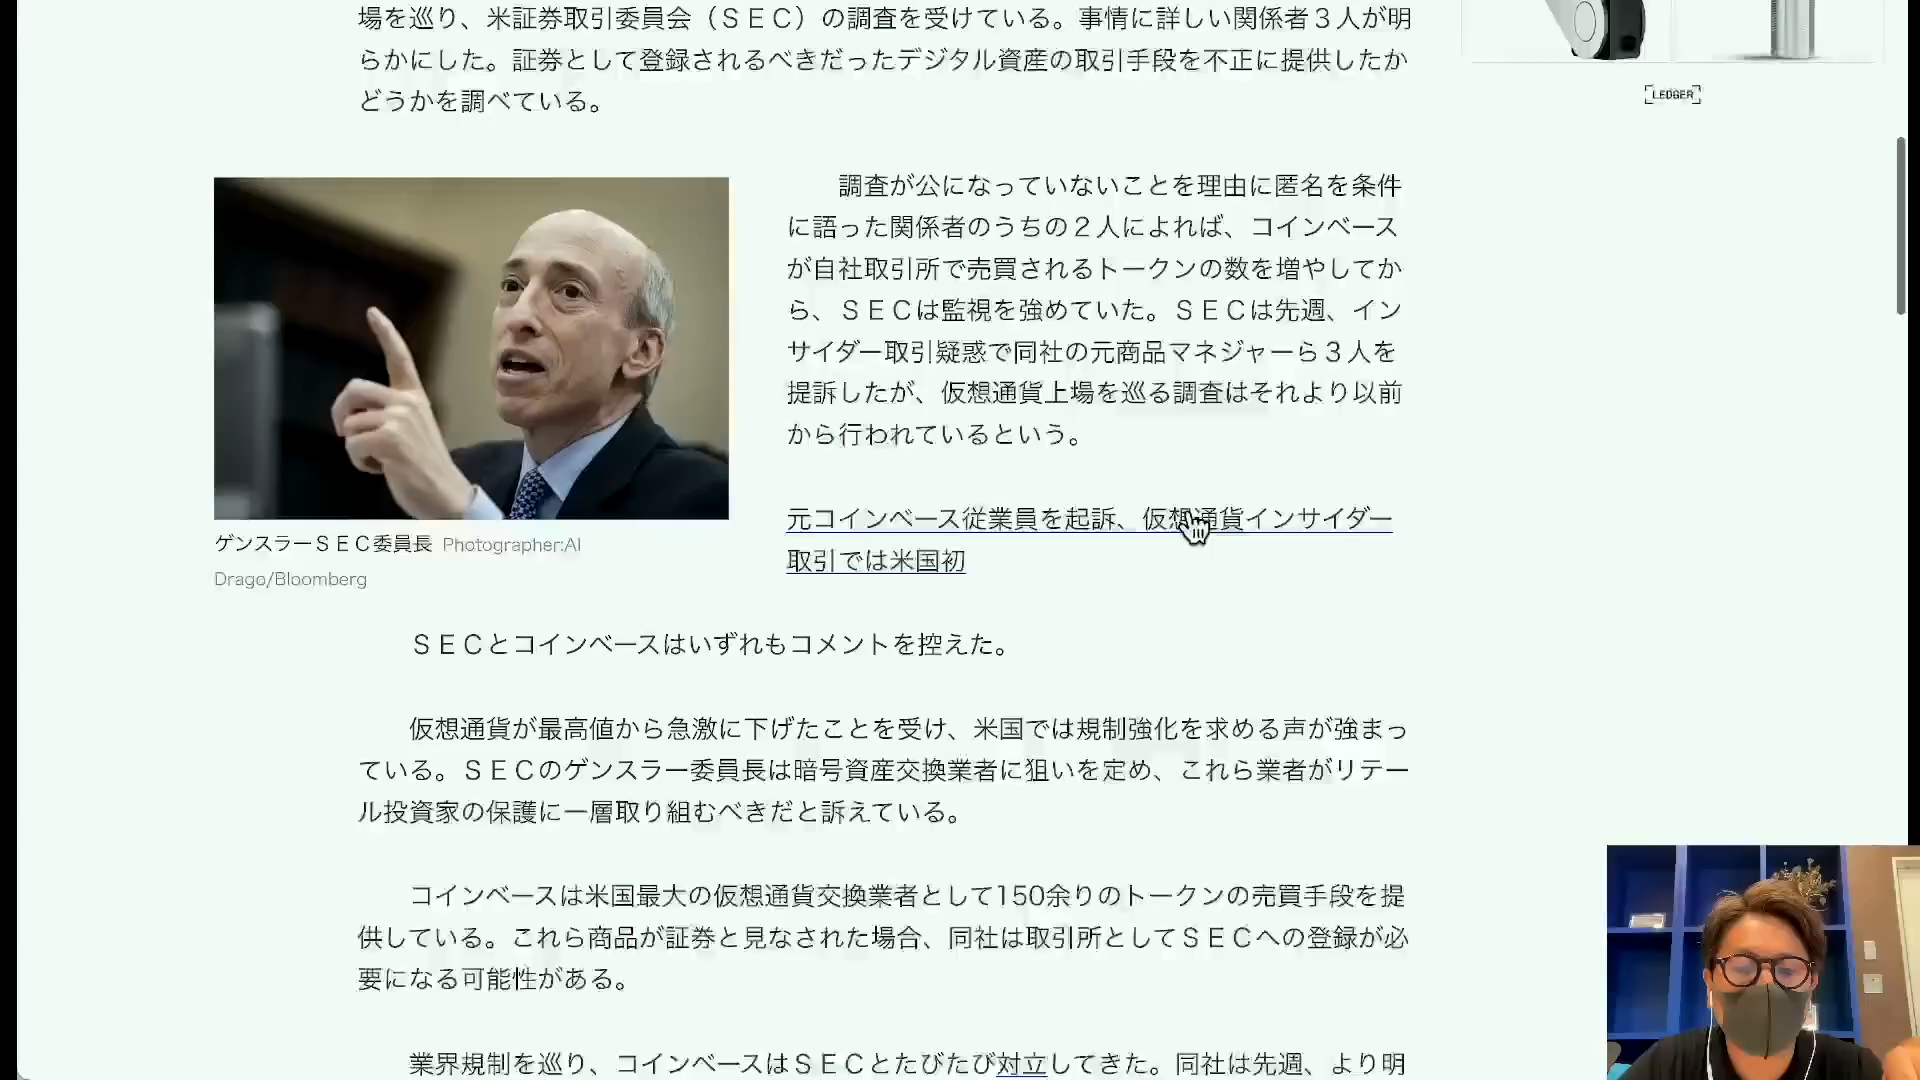 場を巡り、米証券取引委員会（ＳＥＣ）の調査を受けている。事情に詳しい関係者３人が明
らかにした。証券として登録されるべきだったデジタル資産の取引手段を不正に提供したか
どうかを調べている。
LEDGER
調査が公になっていないことを理由に匿名を条件
に語った関係者のうちの２人によれば、コインベース
が自社取引所で売買されるトークンの数を増やしてか
ら、ＳＥＣは監視を強めていた。ＳＥＣは先週、イン
サイダー取引疑惑で同社の元商品マネジャーら３人を
提訴したが、仮想通貨上場を巡る調査はそれより以前
から行われているという。
元コインベース従業員を起訴、仮想通貨インサイダー
取引では米国初
ゲンスラーＳＥＣ委員長 Photographer:Al
Drago/Bloomberg
ＳＥＣとコインベースはいずれもコメントを控えた。
仮想通貨が最高値から急激に下げたことを受け、米国では規制強化を求める声が強まっ
ている。ＳＥＣのゲンスラー委員長は暗号資産交換業者に狙いを定め、これら業者がリテー
ル投資家の保護に一層取り組むべきだと訴えている。
コインベースは米国最大の仮想通貨交換業者として150余りのトークンの売買手段を提
供している。これら商品が証券と見なされた場合、同社は取引所としてＳＥＣへの登録が必
要になる可能性がある。
業界規制を巡り、コインベースはＳＥＣとたびたび対立してきた。同社は先週、より明